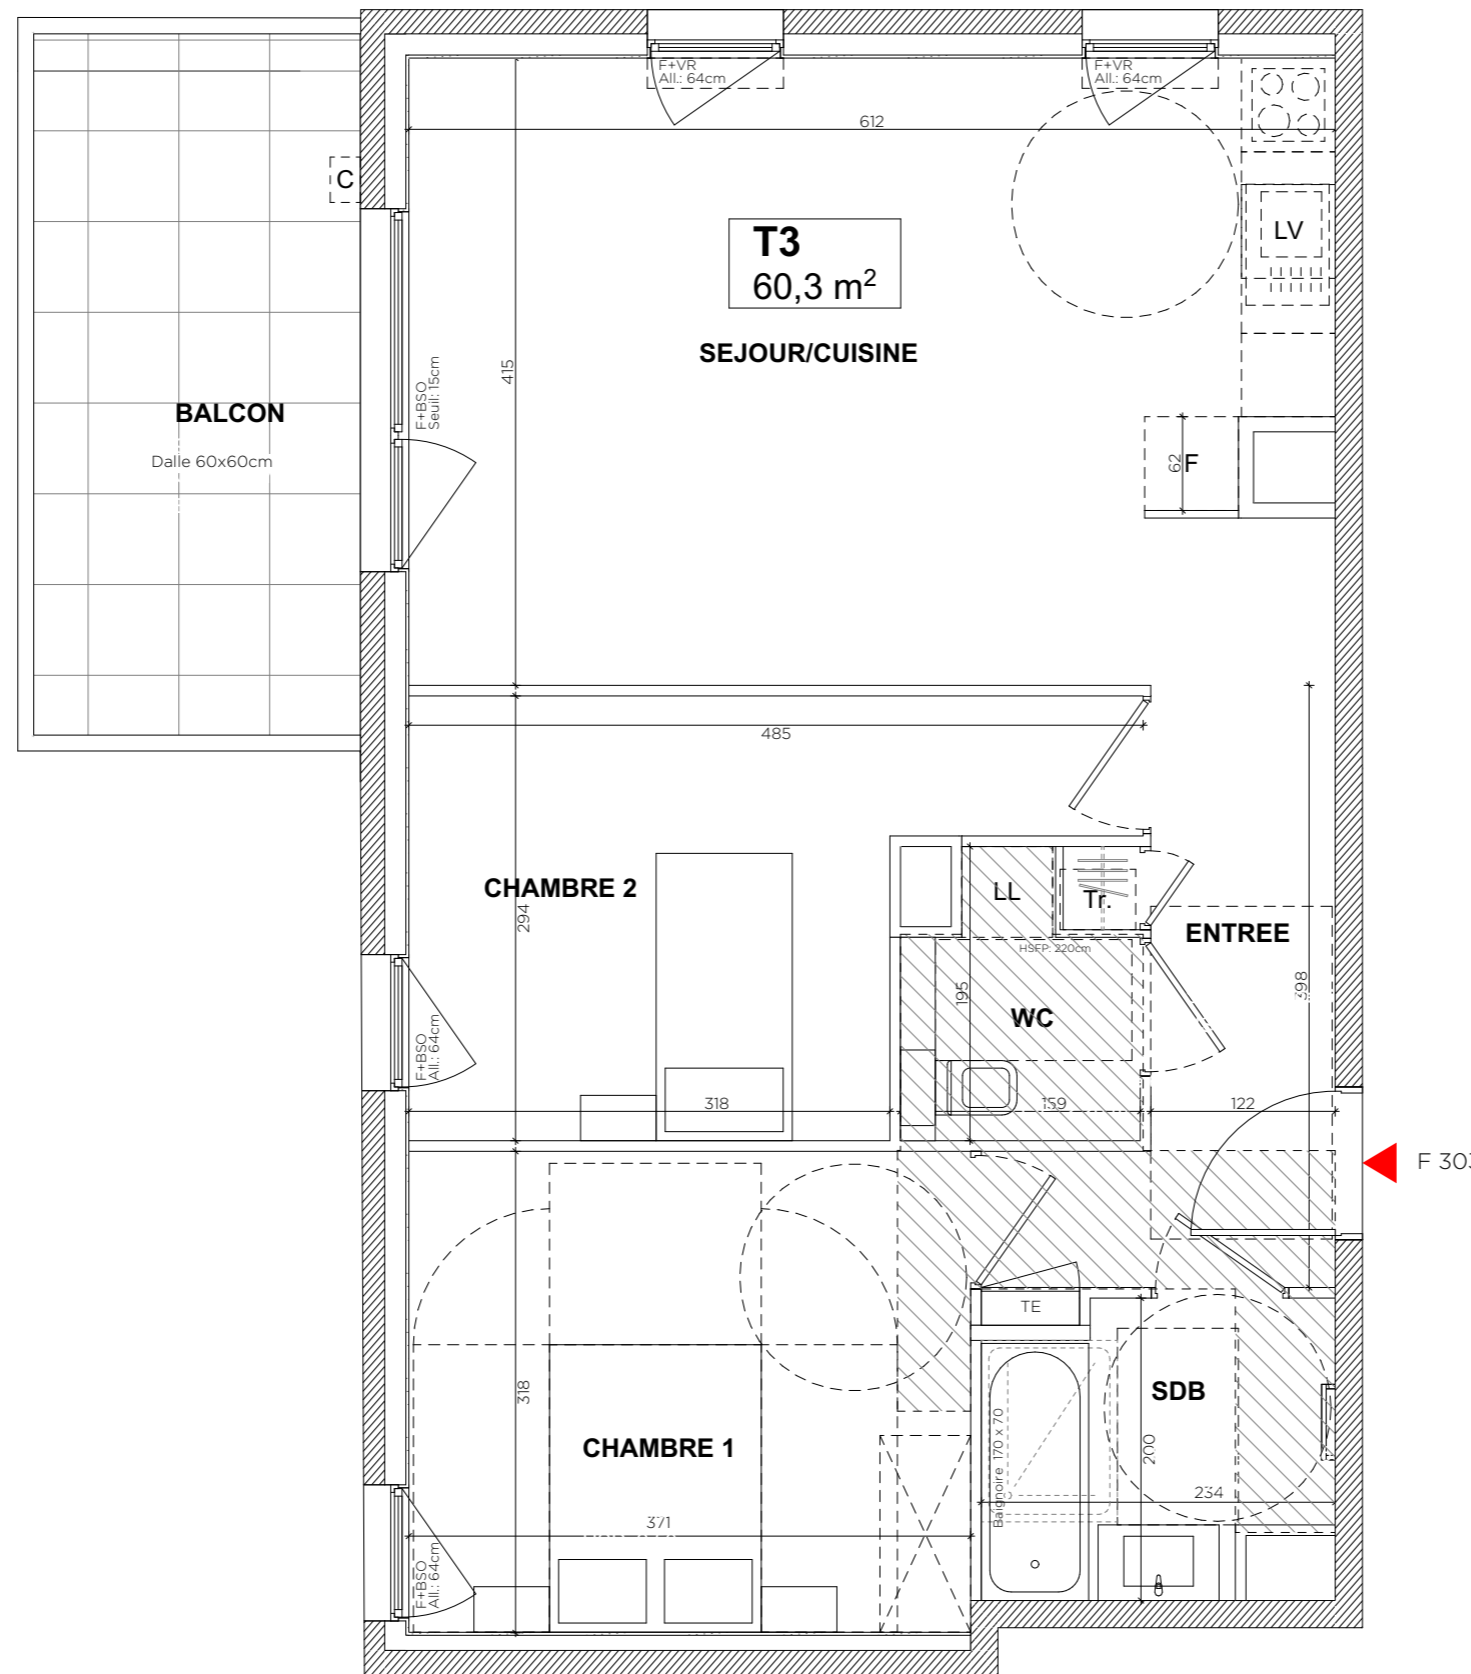 F+VR
All.: 64cm
F+VR
All.: 64cm
612
C
T3
60,3 m²
LV
SEJOUR/CUISINE
415
F+BSO
Seuil: 15cm
BALCON
Dalle 60x60cm
62
F
485
CHAMBRE 2
294
LL
Tr.
ENTREE
HSFP: 220cm
195
WC
398
F+BSO
All.: 64cm
318
159
122
F 303
TE
318
SDB
CHAMBRE 1
Baignoire 170 x 70
200
234
371
F+BSO
All.: 64cm